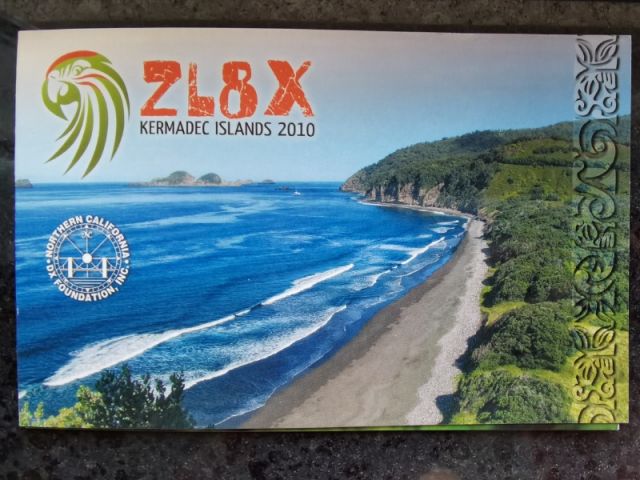 ZL8X
KERMADEC ISLANDS 2010
NORTHERN CALIFORNIA
DX FOUNDATION, INC.